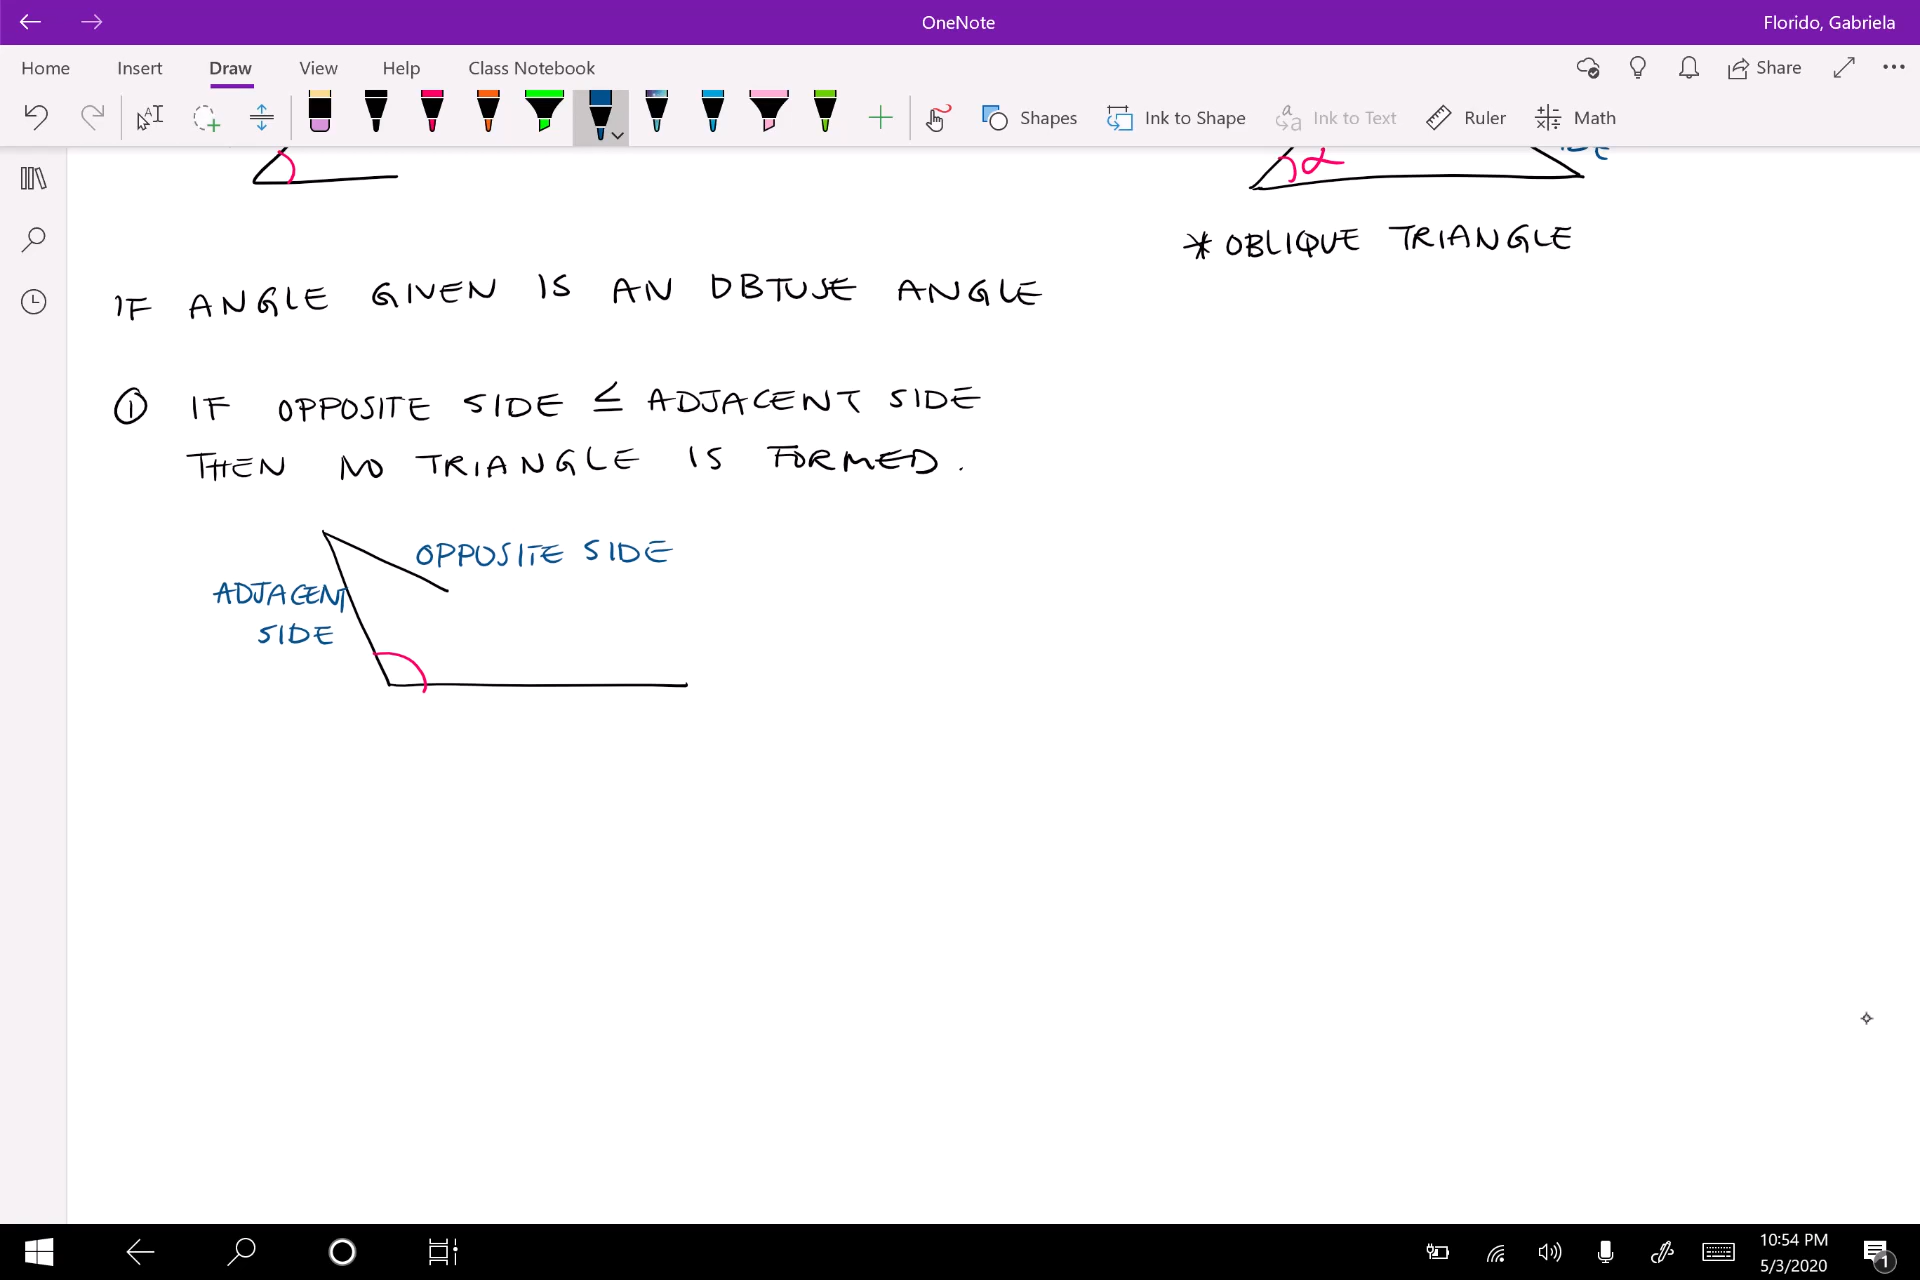 OneNote
Florido, Gabriela
Home Insert Draw View Help Class Notebook Share
Shapes Ink to Shape Ink to Text Ruler Math
α
* OBLIQUE TRIANGLE
IF ANGLE GIVEN IS AN OBTUSE ANGLE
① IF OPPOSITE SIDE ≤ ADJACENT SIDE
THEN NO TRIANGLE IS FORMED.
OPPOSITE SIDE
ADJACENT
SIDE
10:54 PM
5/3/2020
1